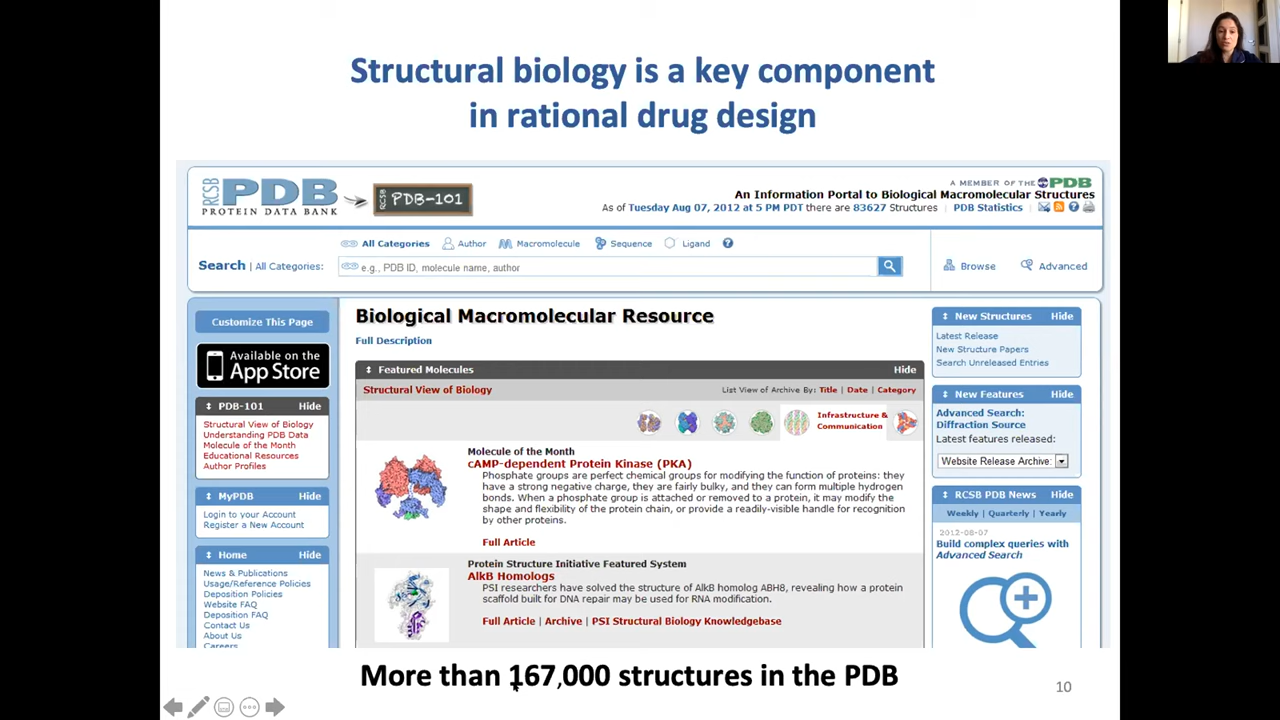 Structural biology is a key component
in rational drug design
RCSB PDB
PROTEIN DATA BANK
RCSB PDB-101
A MEMBER OF THE PDB
An Information Portal to Biological Macromolecular Structures
As of Tuesday Aug 07, 2012 at 5 PM PDT there are 83627 Structures | PDB Statistics |
All Categories Author Macromolecule Sequence Ligand ?
Search | All Categories: e.g., PDB ID, molecule name, author
Browse Advanced
Customize This Page
Available on the
App Store
PDB-101 Hide
Structural View of Biology
Understanding PDB Data
Molecule of the Month
Educational Resources
Author Profiles
MyPDB Hide
Login to your Account
Register a New Account
Home Hide
News & Publications
Usage/Reference Policies
Deposition Policies
Website FAQ
Deposition FAQ
Contact Us
About Us
Careers
Biological Macromolecular Resource
Full Description
Featured Molecules Hide
Structural View of Biology List View of Archive By: Title | Date | Category
Infrastructure &
Communication
Molecule of the Month
cAMP-dependent Protein Kinase (PKA)
Phosphate groups are perfect chemical groups for modifying the function of proteins: they
have a strong negative charge, they are fairly bulky, and they can form multiple hydrogen
bonds. When a phosphate group is attached or removed to a protein, it may modify the
shape and flexibility of the protein chain, or provide a readily-visible handle for recognition
by other proteins.
Full Article
Protein Structure Initiative Featured System
AlkB Homologs
PSI researchers have solved the structure of AlkB homolog ABH8, revealing how a protein
scaffold built for DNA repair may be used for RNA modification.
Full Article | Archive | PSI Structural Biology Knowledgebase
New Structures Hide
Latest Release
New Structure Papers
Search Unreleased Entries
New Features Hide
Advanced Search:
Diffraction Source
Latest features released:
Website Release Archive:
RCSB PDB News Hide
Weekly | Quarterly | Yearly
2012-08-07
Build complex queries with
Advanced Search
More than 167,000 structures in the PDB
10